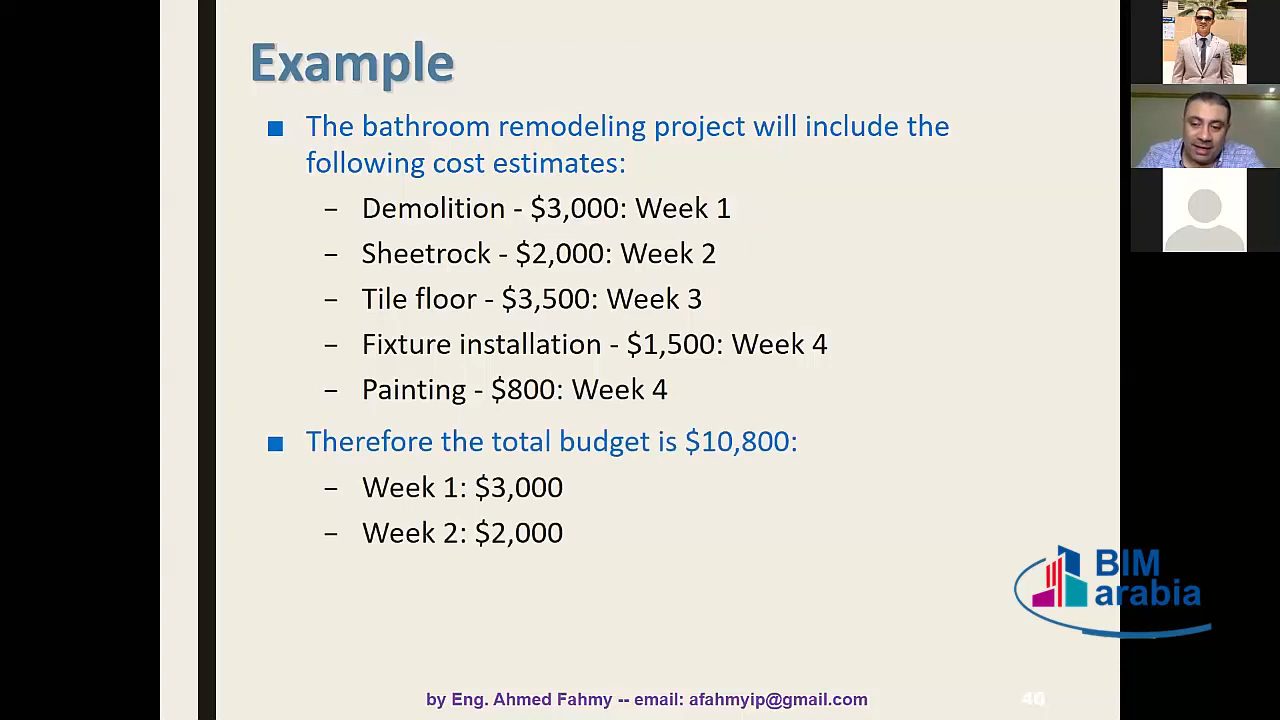 Example
■ The bathroom remodeling project will include the
following cost estimates:
– Demolition - $3,000: Week 1
– Sheetrock - $2,000: Week 2
– Tile floor - $3,500: Week 3
– Fixture installation - $1,500: Week 4
– Painting - $800: Week 4
■ Therefore the total budget is $10,800:
– Week 1: $3,000
– Week 2: $2,000
BIM
arabia
by Eng. Ahmed Fahmy -- email: afahmyip@gmail.com